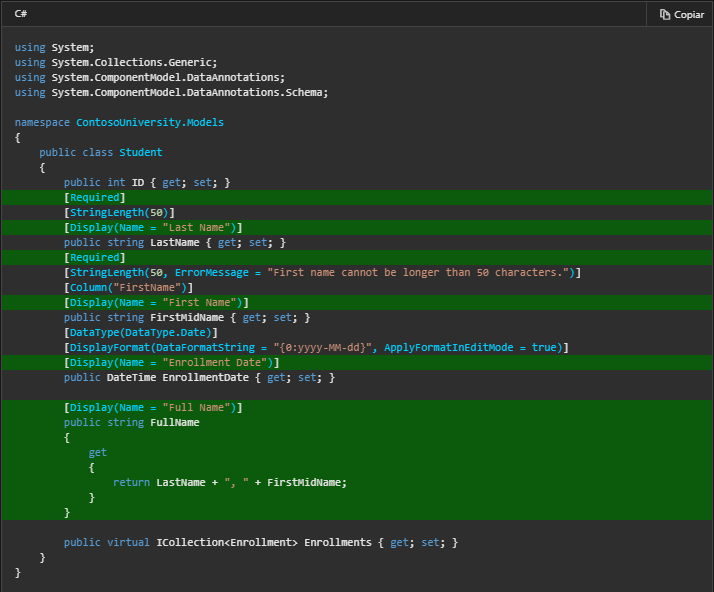 C#
Copiar
using System;
using System.Collections.Generic;
using System.ComponentModel.DataAnnotations;
using System.ComponentModel.DataAnnotations.Schema;
namespace ContosoUniversity.Models
{
public class Student
{
public int ID { get; set; }
[Required]
[StringLength(50)]
[Display(Name = "Last Name")]
public string LastName { get; set; }
[Required]
[StringLength(50, ErrorMessage = "First name cannot be longer than 50 characters.")]
[Column("FirstName")]
[Display(Name = "First Name")]
public string FirstMidName { get; set; }
[DataType(DataType.Date)]
[DisplayFormat(DataFormatString = "{0:yyyy-MM-dd}", ApplyFormatInEditMode = true)]
[Display(Name = "Enrollment Date")]
public DateTime EnrollmentDate { get; set; }
[Display(Name = "Full Name")]
public string FullName
{
get
{
return LastName + ", " + FirstMidName;
}
}
public virtual ICollection<Enrollment> Enrollments { get; set; }
}
}